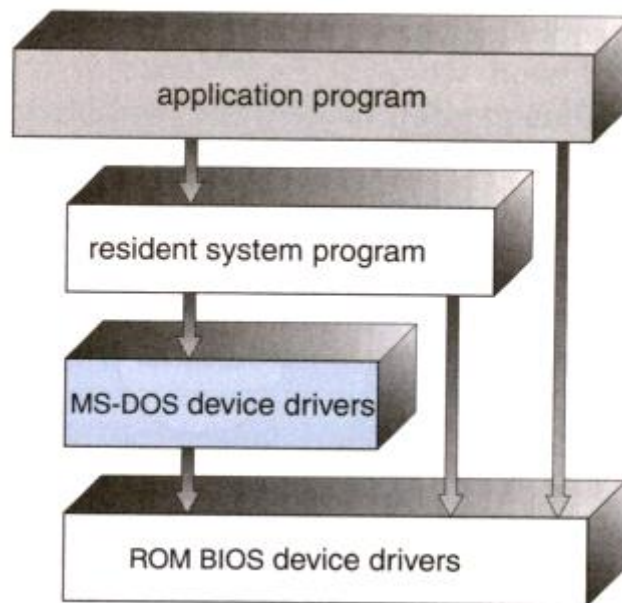 application program
resident system program
MS-DOS device drivers
ROM BIOS device drivers